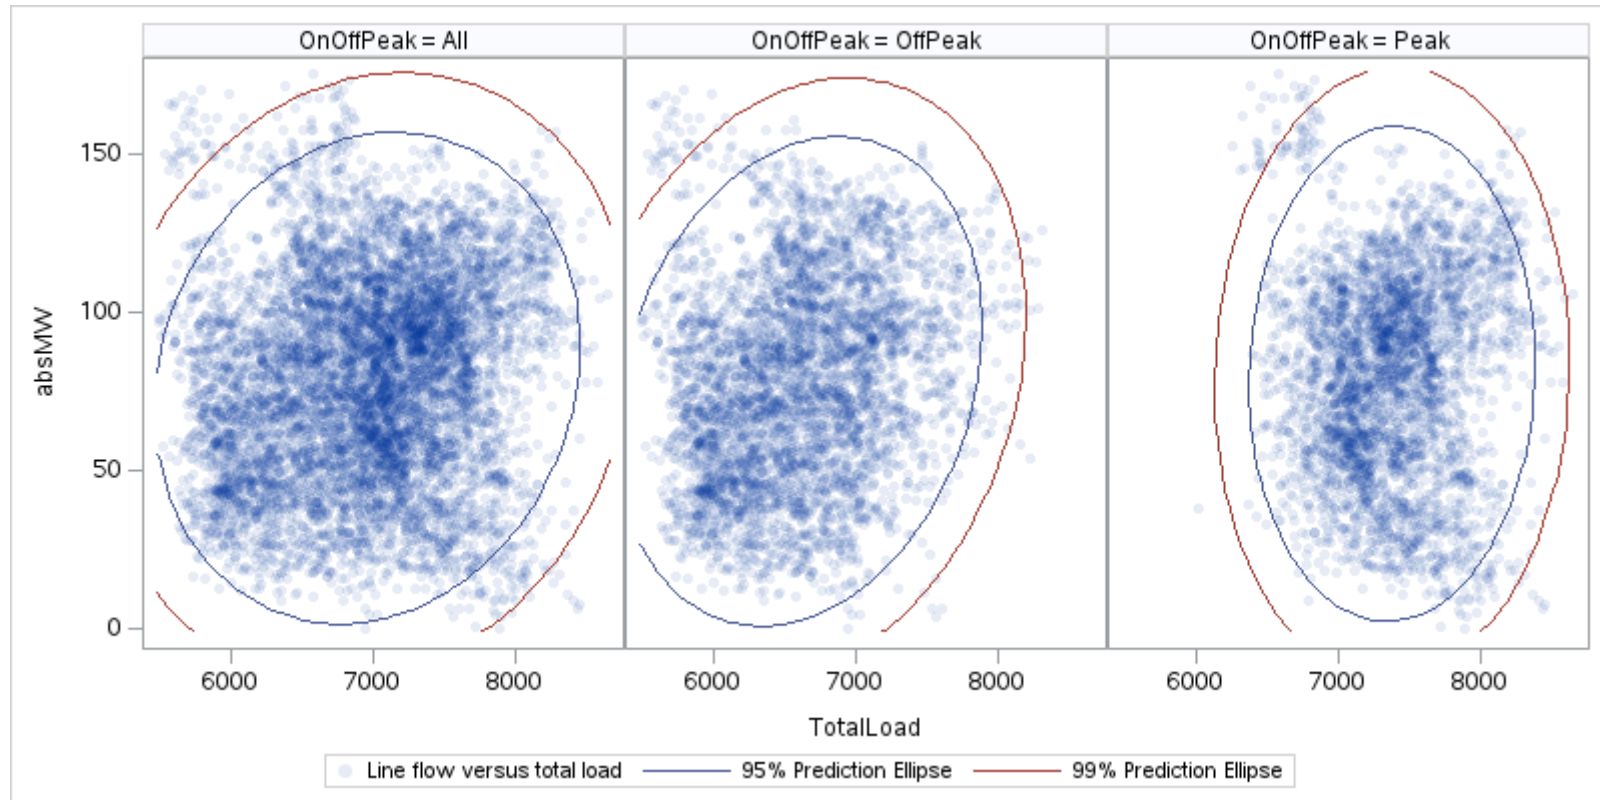 OnOffPeak = All
OnOffPeak = OffPeak
OnOffPeak = Peak
absMW
150
100
50
0
6000 7000 8000
6000 7000 8000
6000 7000 8000
TotalLoad
Line flow versus total load
95% Prediction Ellipse
99% Prediction Ellipse